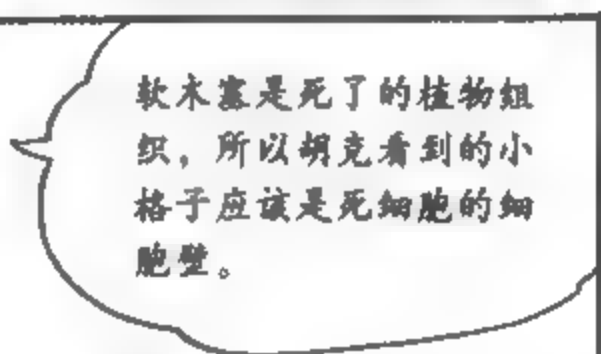 软木塞是死了的植物组
织，所以胡克看到的小
格子应该是死细胞的细
胞壁。